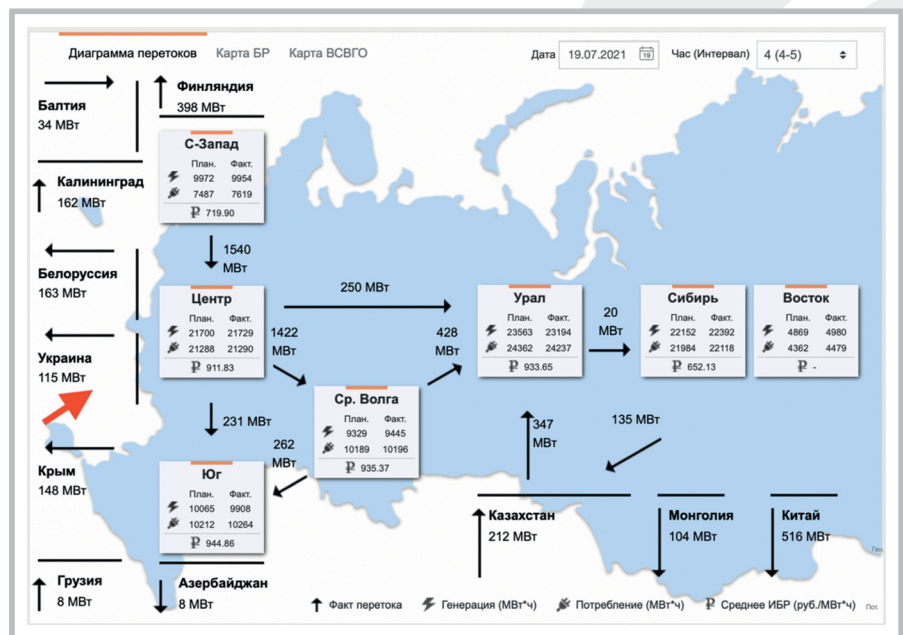 Диаграмма перетоков Карта БР Карта ВСВГО
Дата 19.07.2021 19 Час (Интервал) 4 (4-5)
Балтия
34 МВт
Финляндия
398 МВт
Калининград
162 МВт
С-Запад
План. Факт.
9972 9954
7487 7619
₽ 719.90
1540
МВт
Белоруссия
163 МВт
Украина
115 МВт
Центр
План. Факт.
21700 21729
21288 21290
₽ 911.83
250 МВт
1422
МВт
428
МВт
Урал
План. Факт.
23563 23194
24362 24237
₽ 933.65
20
МВт
Сибирь
План. Факт.
22152 22392
21984 22118
₽ 652.13
Восток
План. Факт.
4869 4980
4362 4479
₽ -
Ср. Волга
План. Факт.
9329 9445
10189 10196
₽ 935.37
231 МВт
262
МВт
347
МВт
135 МВт
Крым
148 МВт
Юг
План. Факт.
10065 9908
10212 10264
₽ 944.86
Казахстан
212 МВт
Монголия
104 МВт
Китай
516 МВт
Ген.
Грузия
8 МВт
Азербайджан
8 МВт
Факт перетока Генерация (МВт*ч) Потребление (МВт*ч) ₽ Среднее ИБР (руб./МВт*ч)
Пот.